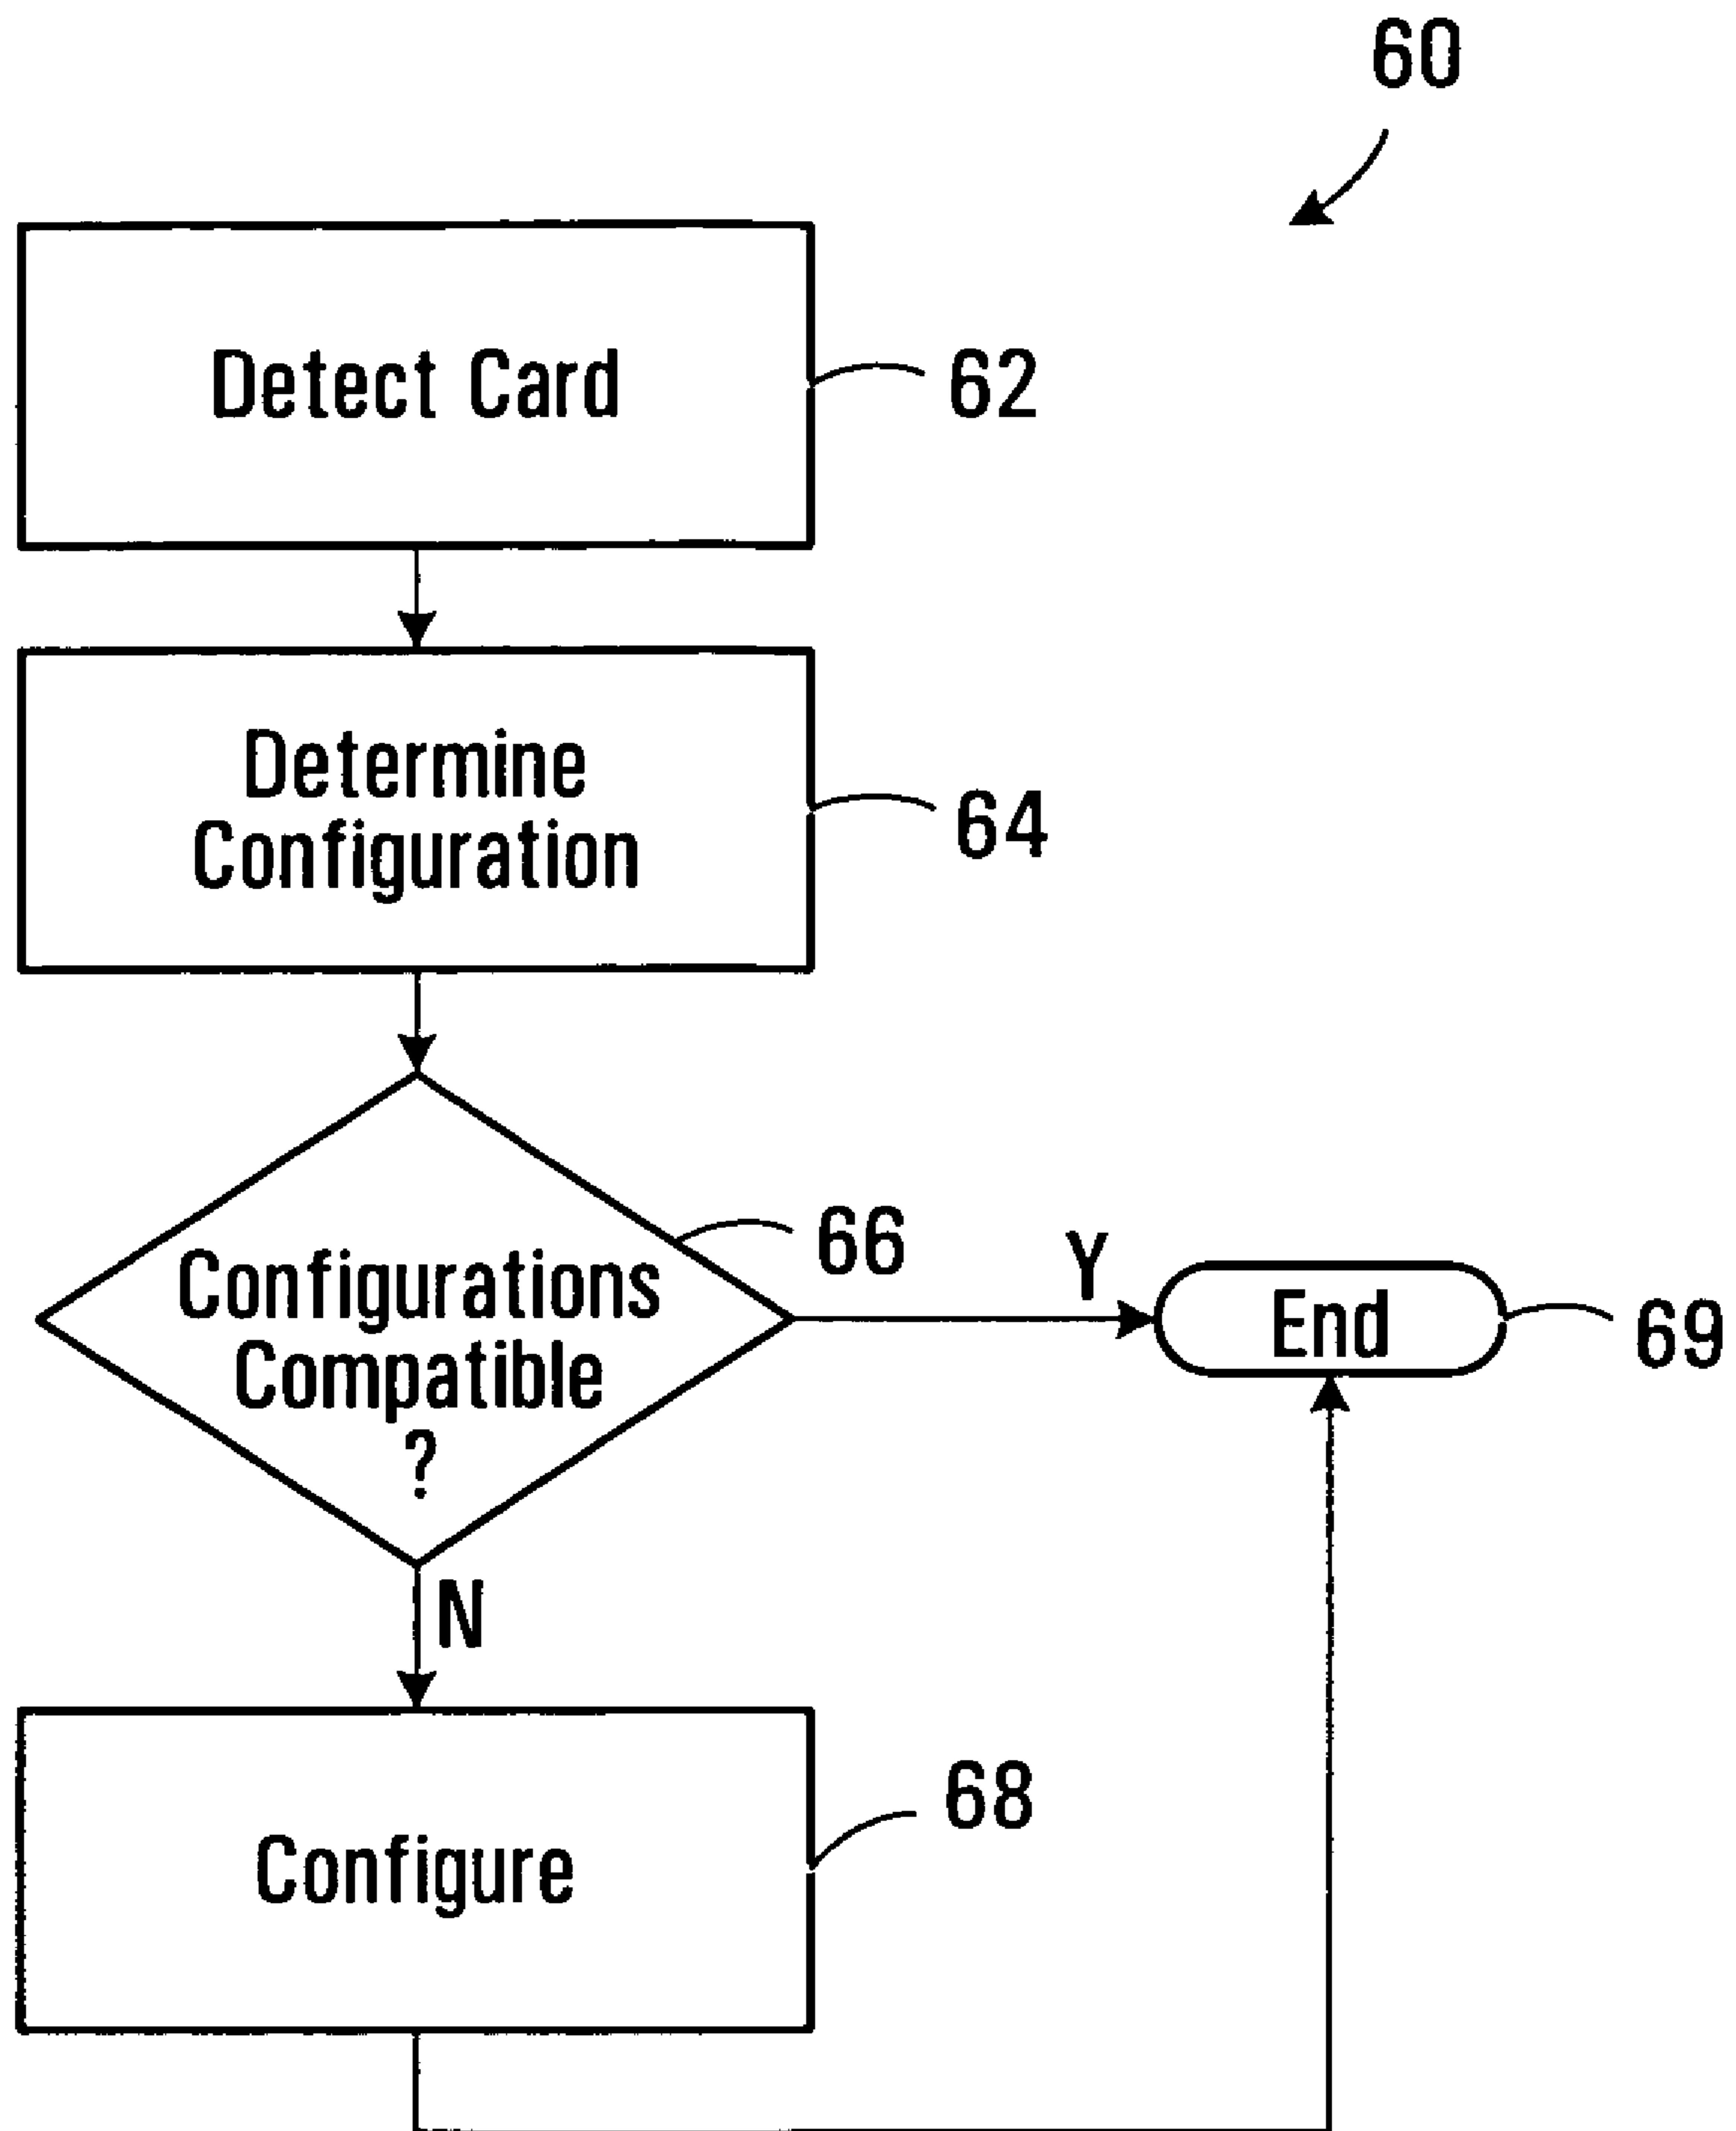 60
Detect Card
62
Determine
Configuration
64
Configurations
Compatible
?
66
Y
End
69
N
Configure
68